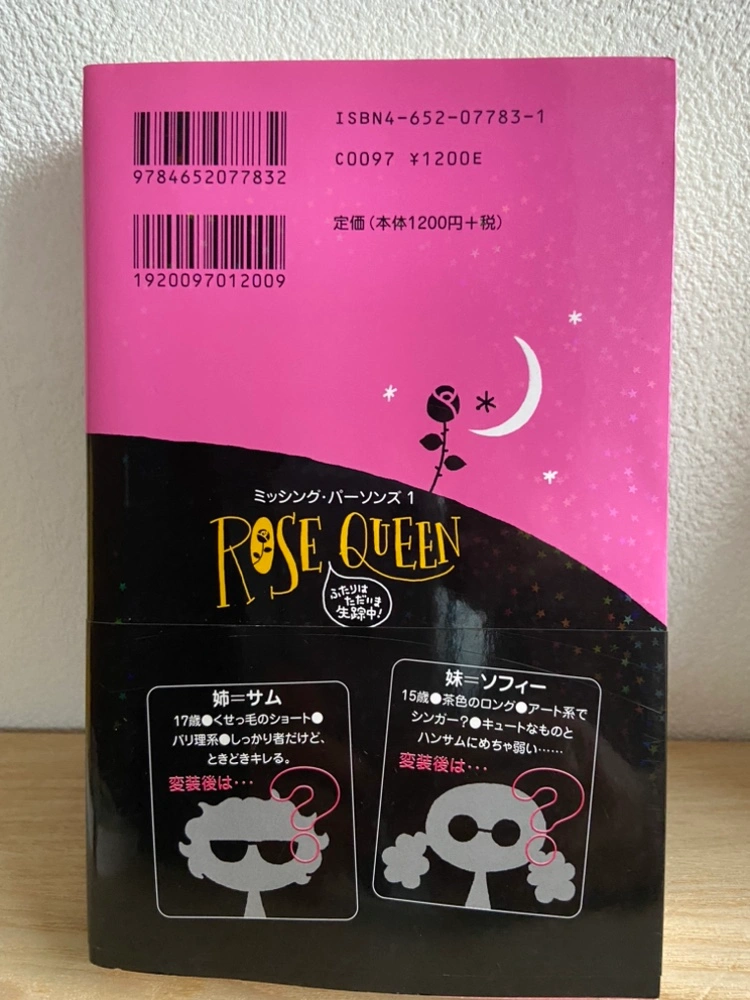 ISBN4-652-07783-1
9784652077832
C0097 ¥1200E
1920097012009
定価（本体1200円＋税）
ミッシング・パーソンズ 1
ROSE QUEEN
ふたりは
ただいま
失踪中!
姉＝サム
17歳●くせっ毛のショート●
バリ理系●しっかり者だけど、
ときどきキレる。
変装後は…
?
妹＝ソフィー
15歳●茶色のロング●アート系で
シンガー?●キュートなものと
ハンサムにめちゃ弱い……
変装後は…
?